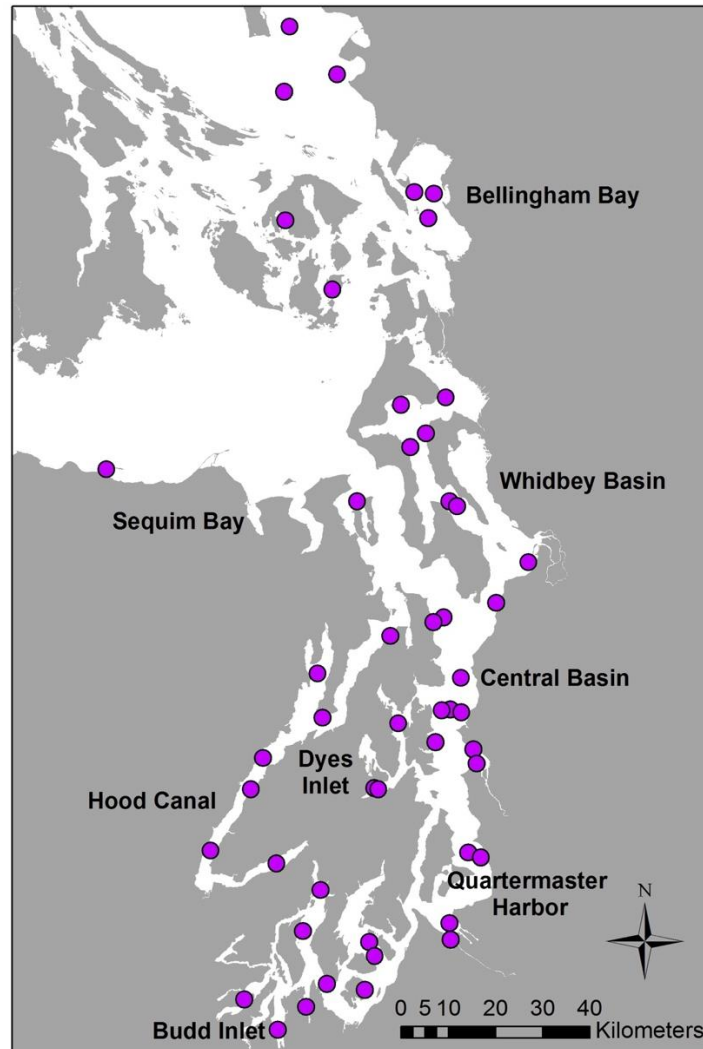 Bellingham Bay
Whidbey Basin
Sequim Bay
Central Basin
Dyes
Inlet
Hood Canal
Quartermaster
Harbor
N
Budd Inlet
0 5 10 20 30 40
Kilometers